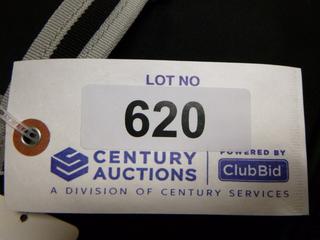 LOT NO
620
CENTURY
AUCTIONS
POWERED BY
ClubBid
A DIVISION OF CENTURY SERVICES